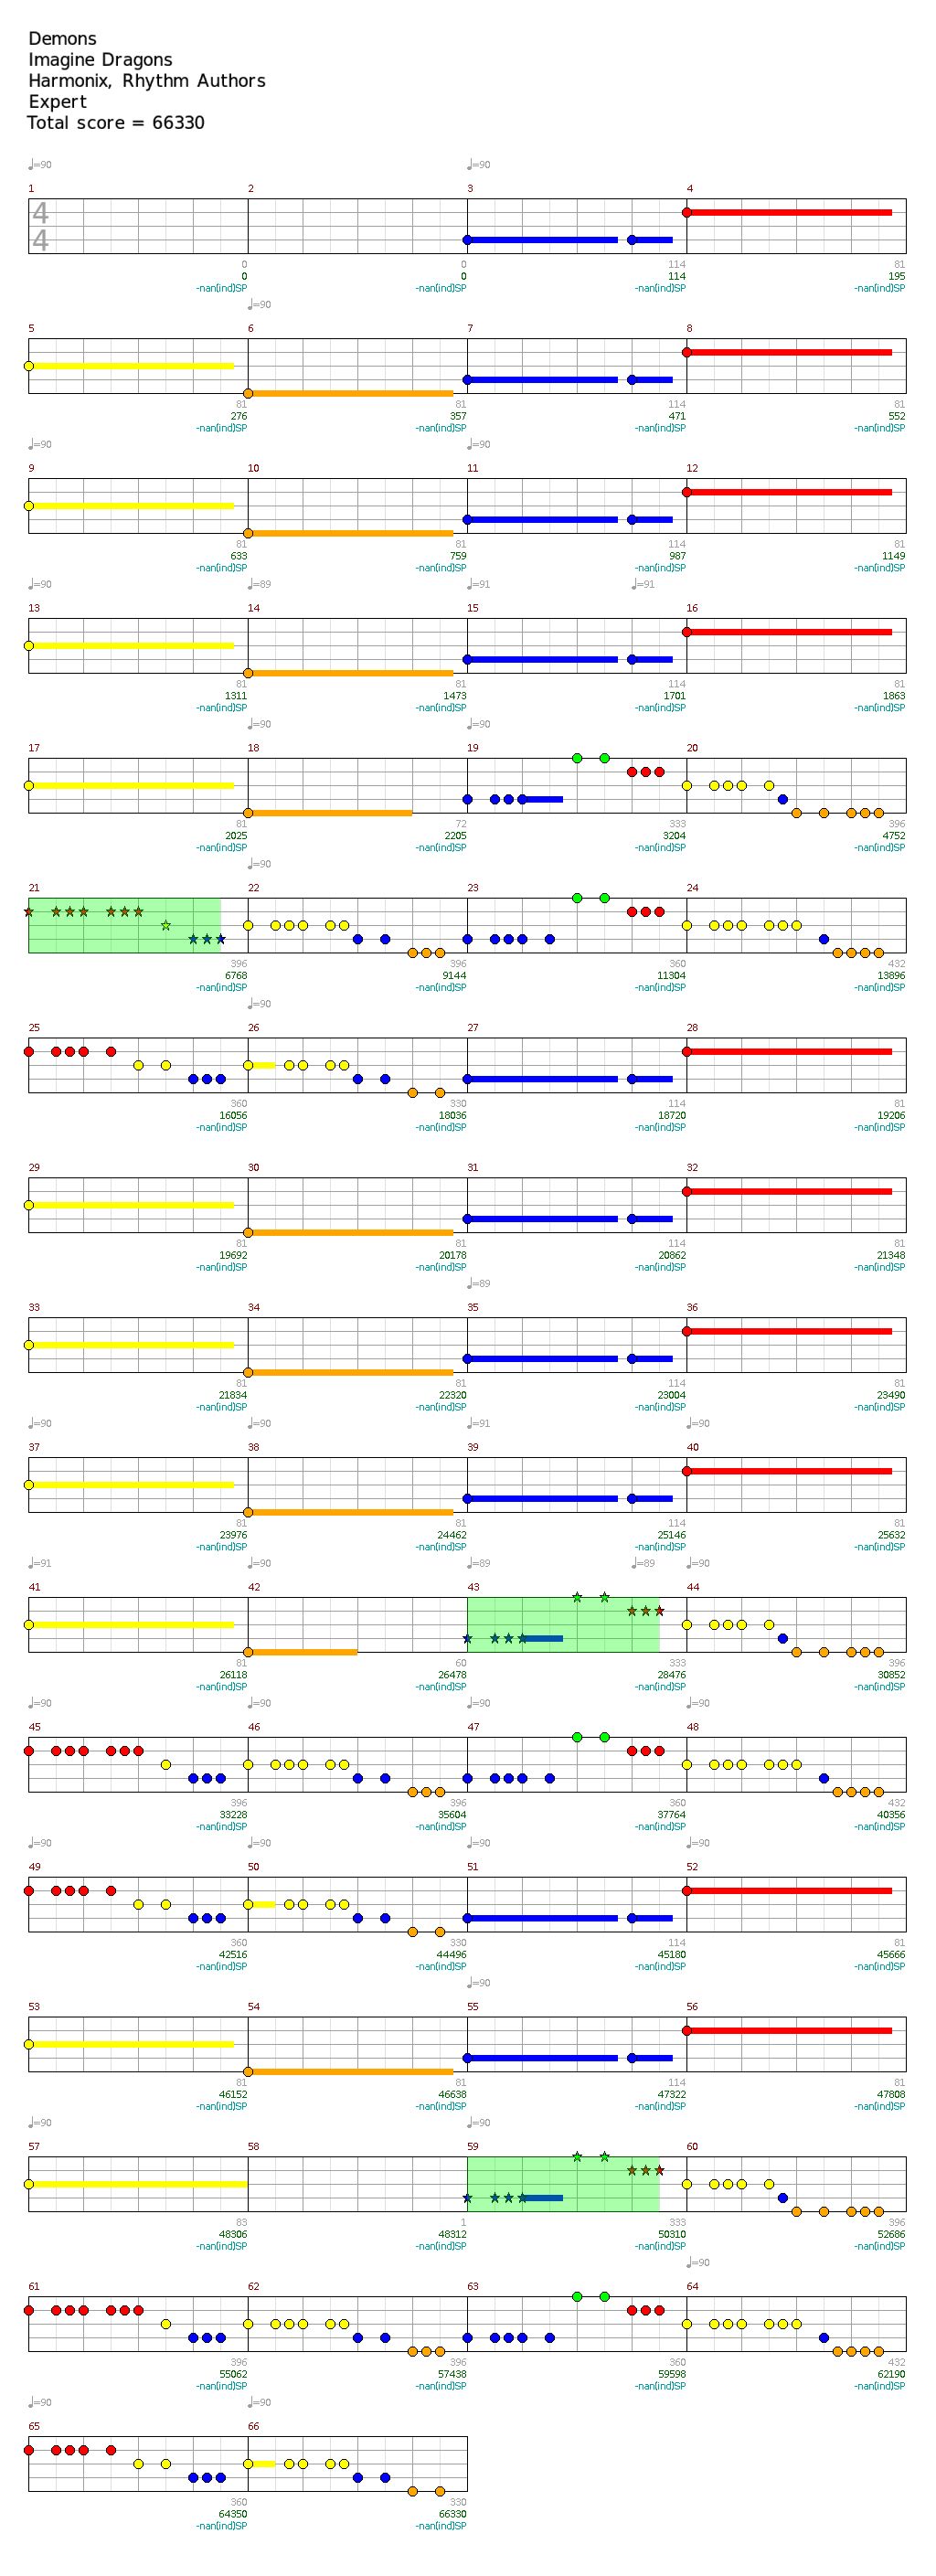 Demons
Imagine Dragons
Harmonix, Rhythm Authors
Expert
Total score = 66330
♩=90 ♩=90
1 2 3 4
4
4
0 0 114 81
0 0 114 195
-nan(ind)SP -nan(ind)SP -nan(ind)SP -nan(ind)SP
♩=90
5 6 7 8
81 81 114 81
276 357 471 552
-nan(ind)SP -nan(ind)SP -nan(ind)SP -nan(ind)SP
♩=90 ♩=90
9 10 11 12
81 81 114 81
633 759 987 1149
-nan(ind)SP -nan(ind)SP -nan(ind)SP -nan(ind)SP
♩=90 ♩=89 ♩=91 ♩=91
13 14 15 16
81 81 114 81
1311 1473 1701 1863
-nan(ind)SP -nan(ind)SP -nan(ind)SP -nan(ind)SP
♩=90 ♩=90
17 18 19 20
81 72 333 396
2025 2205 3204 4752
-nan(ind)SP -nan(ind)SP -nan(ind)SP -nan(ind)SP
♩=90
21 22 23 24
396 396 360 432
6768 9144 11304 13896
-nan(ind)SP -nan(ind)SP -nan(ind)SP -nan(ind)SP
♩=90
25 26 27 28
360 330 114 81
16056 18036 18720 19206
-nan(ind)SP -nan(ind)SP -nan(ind)SP -nan(ind)SP
29 30 31 32
81 81 114 81
19692 20178 20862 21348
-nan(ind)SP -nan(ind)SP -nan(ind)SP -nan(ind)SP
♩=89
33 34 35 36
81 81 114 81
21834 22320 23004 23490
-nan(ind)SP -nan(ind)SP -nan(ind)SP -nan(ind)SP
♩=90 ♩=90 ♩=91 ♩=90
37 38 39 40
81 81 114 81
23976 24462 25146 25632
-nan(ind)SP -nan(ind)SP -nan(ind)SP -nan(ind)SP
♩=91 ♩=90 ♩=89 ♩=89 ♩=90
41 42 43 44
81 60 333 396
26118 26478 28476 30852
-nan(ind)SP -nan(ind)SP -nan(ind)SP -nan(ind)SP
♩=90 ♩=90 ♩=90 ♩=90
45 46 47 48
396 396 360 432
33228 35604 37764 40356
-nan(ind)SP -nan(ind)SP -nan(ind)SP -nan(ind)SP
♩=90 ♩=90 ♩=90 ♩=90
49 50 51 52
360 330 114 81
42516 44496 45180 45666
-nan(ind)SP -nan(ind)SP -nan(ind)SP -nan(ind)SP
♩=90
53 54 55 56
81 81 114 81
46152 46638 47322 47808
-nan(ind)SP -nan(ind)SP -nan(ind)SP -nan(ind)SP
♩=90 ♩=90
57 58 59 60
83 1 333 396
48306 48312 50310 52686
-nan(ind)SP -nan(ind)SP -nan(ind)SP -nan(ind)SP
♩=90
61 62 63 64
396 396 360 432
55062 57438 59598 62190
-nan(ind)SP -nan(ind)SP -nan(ind)SP -nan(ind)SP
♩=90 ♩=90
65 66
360 330
64350 66330
-nan(ind)SP -nan(ind)SP